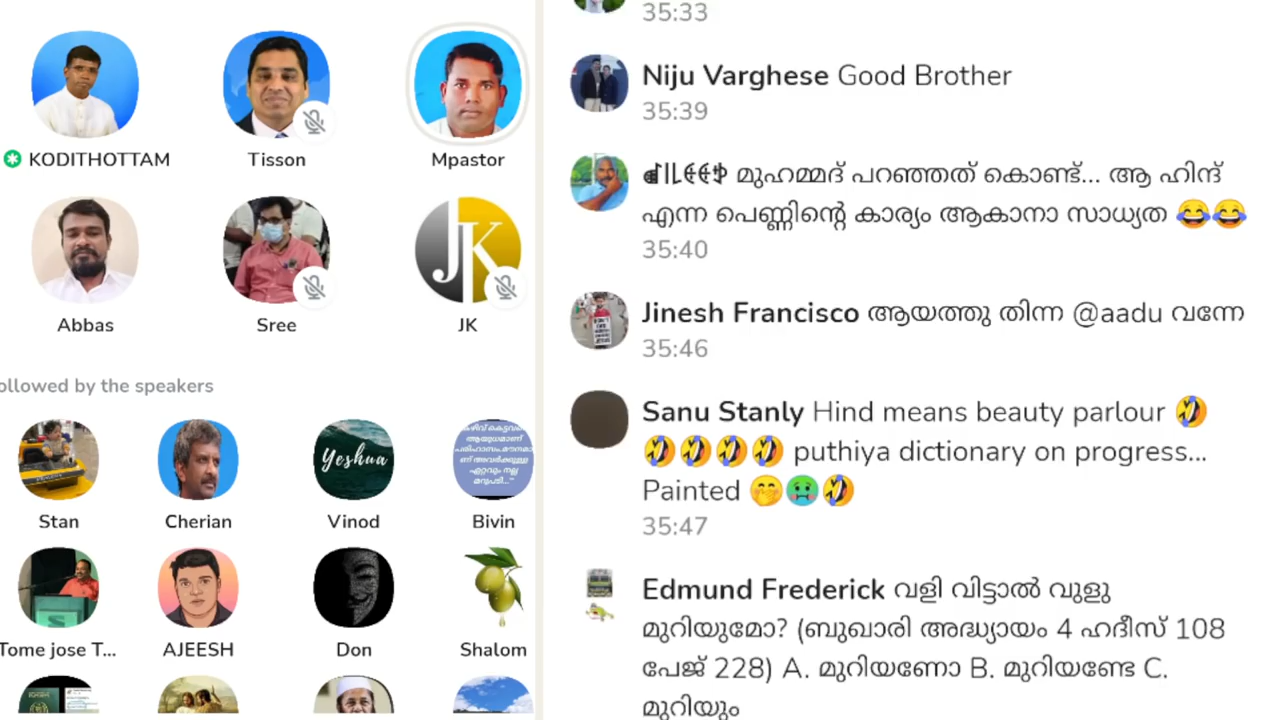 KODITHOTTAM
Tisson
Mpastor
JK
Abbas
Sree
JK
ollowed by the speakers
Yeshua
Stan
Cherian
Vinod
Bivin
Tome jose T...
AJEESH
Don
Shalom
35:33
Niju Varghese Good Brother
35:39
മുഹമ്മദ് പറഞ്ഞത് കൊണ്ട്... ആ ഹിന്ദ്
എന്ന പെണ്ണിന്റെ കാര്യം ആകാനാ സാധ്യത 😂😂
35:40
Jinesh Francisco ആയത്തു തിന്ന @aadu വന്നേ
35:46
Sanu Stanly Hind means beauty parlour 🤣
🤣🤣🤣🤣 puthiya dictionary on progress...
Painted 🤭🤢🤣
35:47
Edmund Frederick വളി വിട്ടാൽ വുളു
മുറിയുമോ? (ബുഖാരി അദ്ധ്യായം 4 ഹദീസ് 108
പേജ് 228) A. മുറിയണോ B. മുറിയണ്ടേ C.
മുറിയും